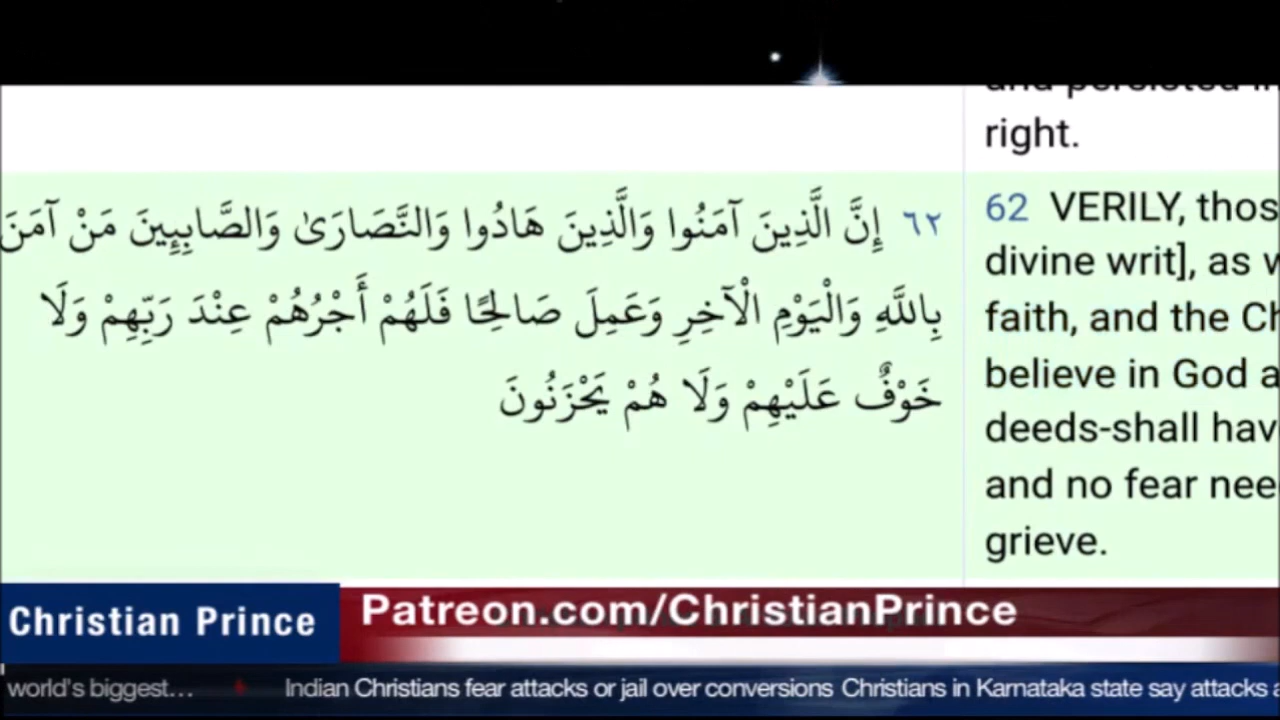 and persisted in
right.
٦٢ إِنَّ الَّذِينَ آمَنُوا وَالَّذِينَ هَادُوا وَالنَّصَارَىٰ وَالصَّابِئِينَ مَنْ آمَنَ
بِاللَّهِ وَالْيَوْمِ الْآخِرِ وَعَمِلَ صَالِحًا فَلَهُمْ أَجْرُهُمْ عِنْدَ رَبِّهِمْ وَلَا
خَوْفٌ عَلَيْهِمْ وَلَا هُمْ يَحْزَنُونَ
62 VERILY, thos
divine writ], as w
faith, and the Ch
believe in God a
deeds-shall hav
and no fear nee
grieve.
Christian Prince
Patreon.com/ChristianPrince
world's biggest... Indian Christians fear attacks or jail over conversions Christians in Karnataka state say attacks a